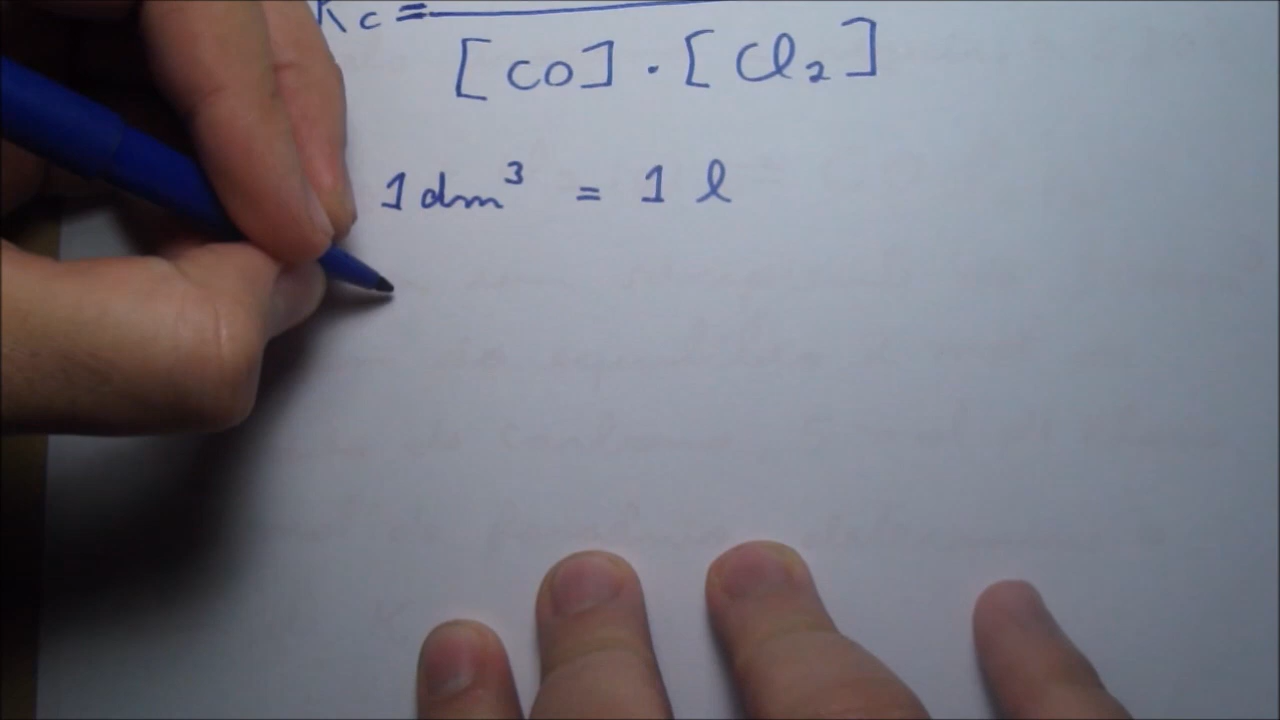 Kc =
[CO] · [Cl₂]
1 dm³ = 1 l